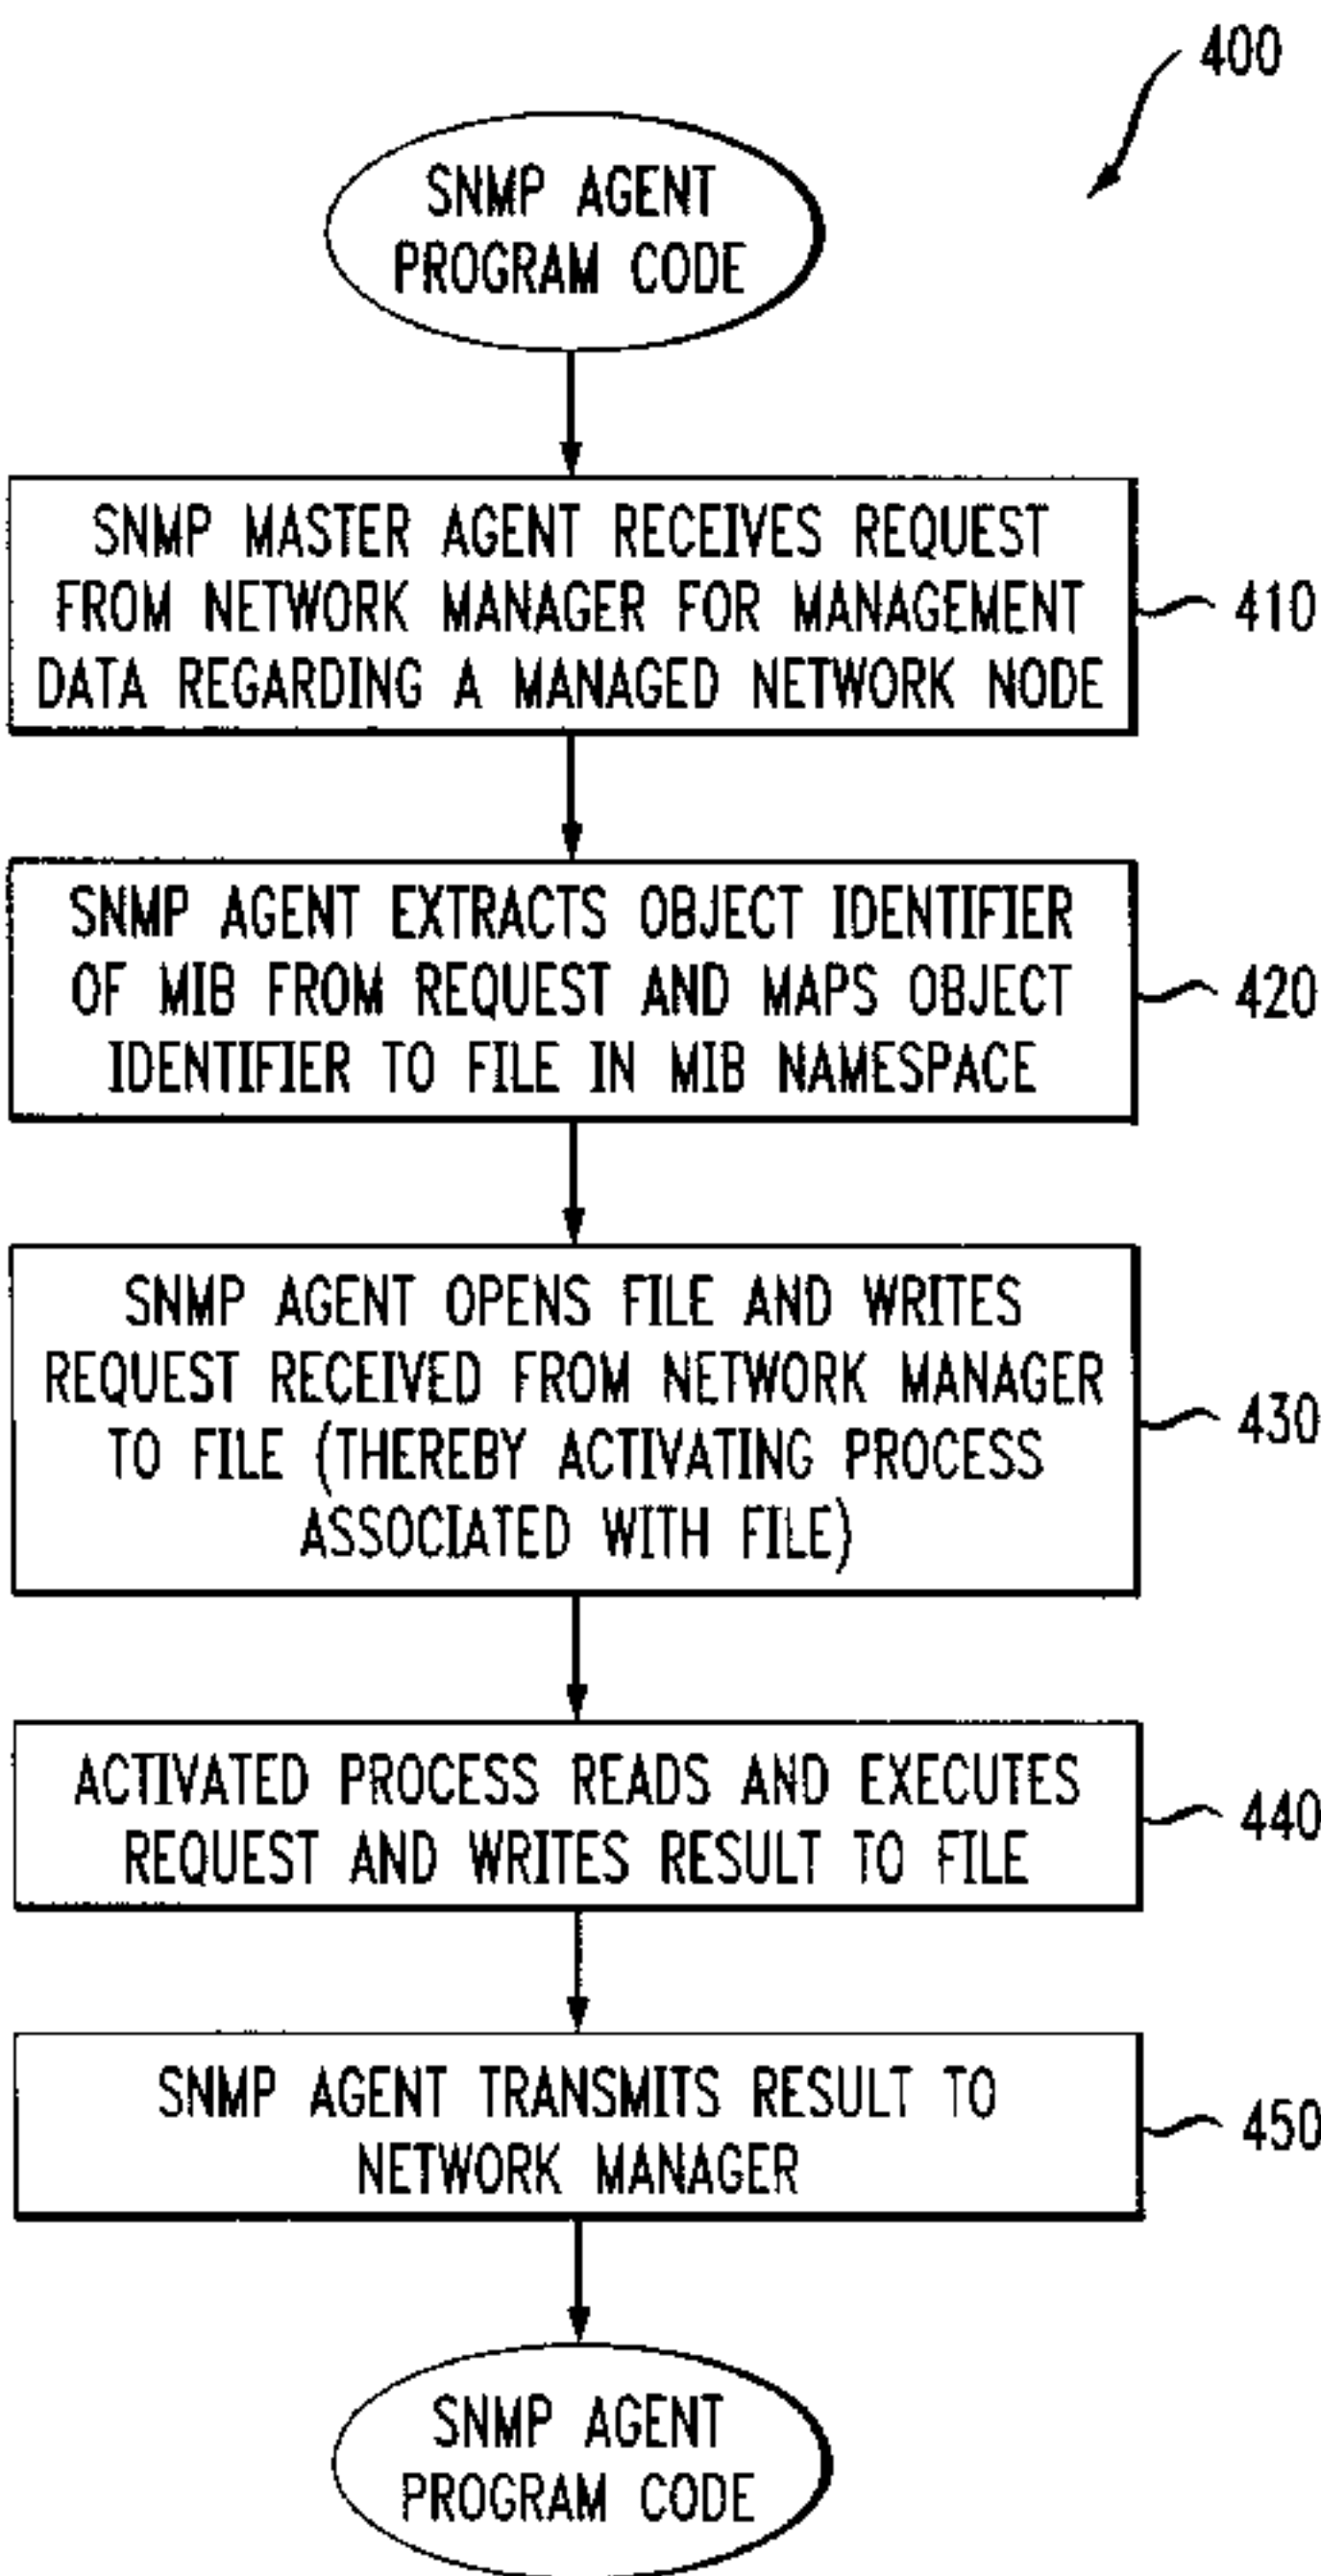 400
SNMP AGENT
PROGRAM CODE
SNMP MASTER AGENT RECEIVES REQUEST
FROM NETWORK MANAGER FOR MANAGEMENT
DATA REGARDING A MANAGED NETWORK NODE
410
SNMP AGENT EXTRACTS OBJECT IDENTIFIER
OF MIB FROM REQUEST AND MAPS OBJECT
IDENTIFIER TO FILE IN MIB NAMESPACE
420
SNMP AGENT OPENS FILE AND WRITES
REQUEST RECEIVED FROM NETWORK MANAGER
TO FILE (THEREBY ACTIVATING PROCESS
ASSOCIATED WITH FILE)
430
ACTIVATED PROCESS READS AND EXECUTES
REQUEST AND WRITES RESULT TO FILE
440
SNMP AGENT TRANSMITS RESULT TO
NETWORK MANAGER
450
SNMP AGENT
PROGRAM CODE